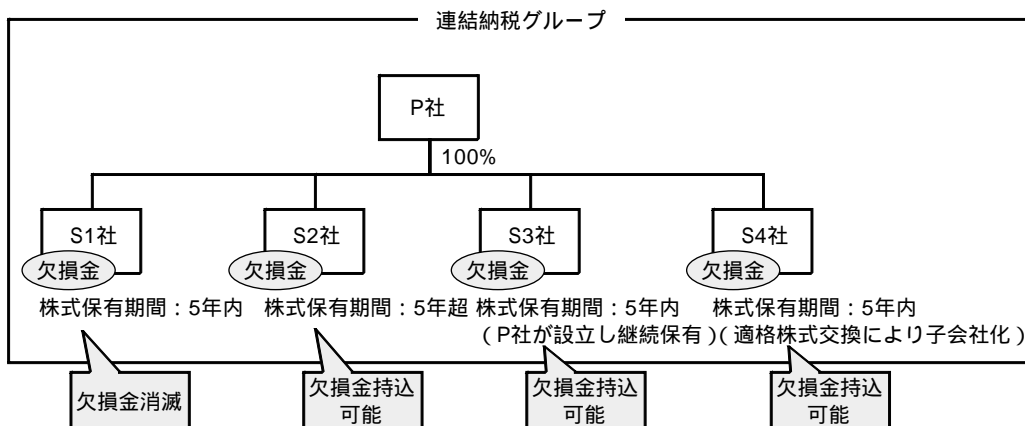 連結納税グループ
P社
100%
S1社
S2社
S3社
S4社
欠損金
欠損金
欠損金
欠損金
株式保有期間：5年内
株式保有期間：5年超
株式保有期間：5年内
株式保有期間：5年内
（P社が設立し継続保有）
（適格株式交換により子会社化）
欠損金消滅
欠損金持込
可能
欠損金持込
可能
欠損金持込
可能